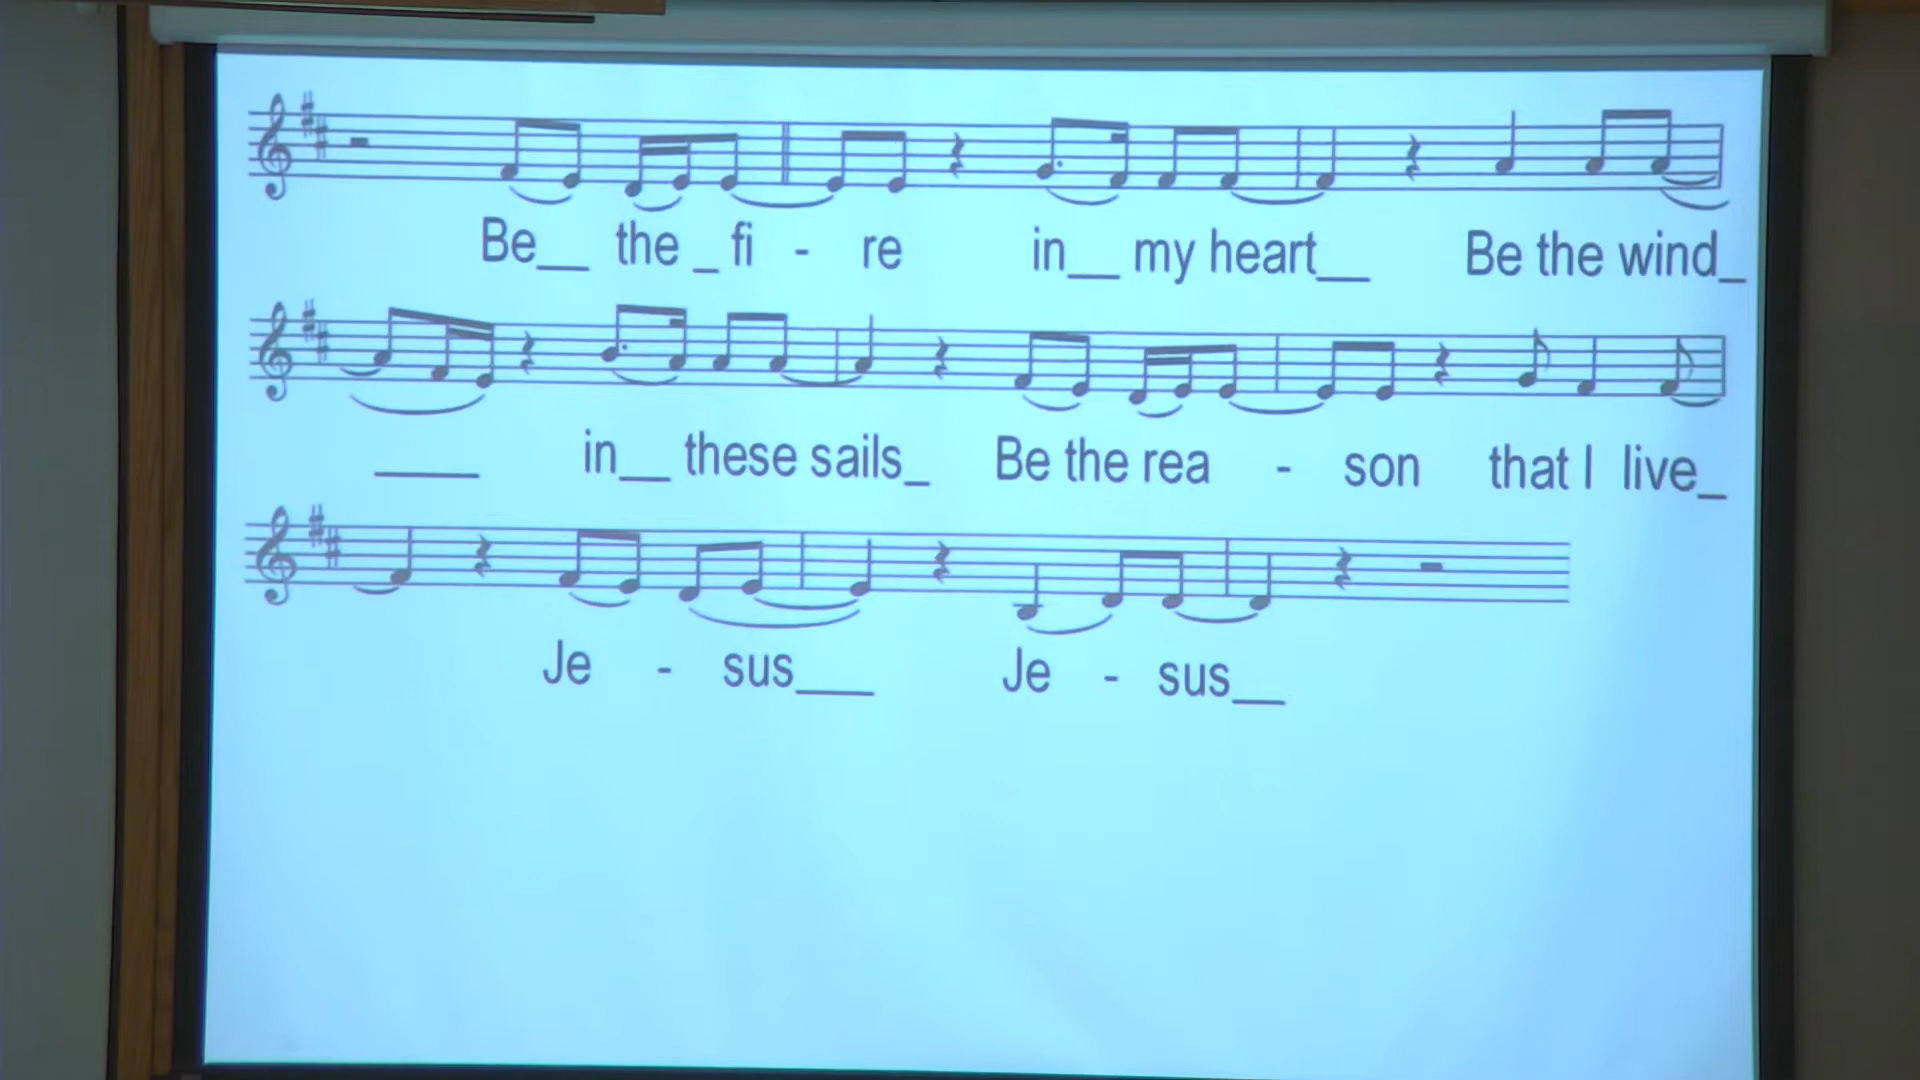 Be__ the _ fi - re in__ my heart__ Be the wind_
____ in__ these sails_ Be the rea - son that I live_
Je - sus___ Je - sus__